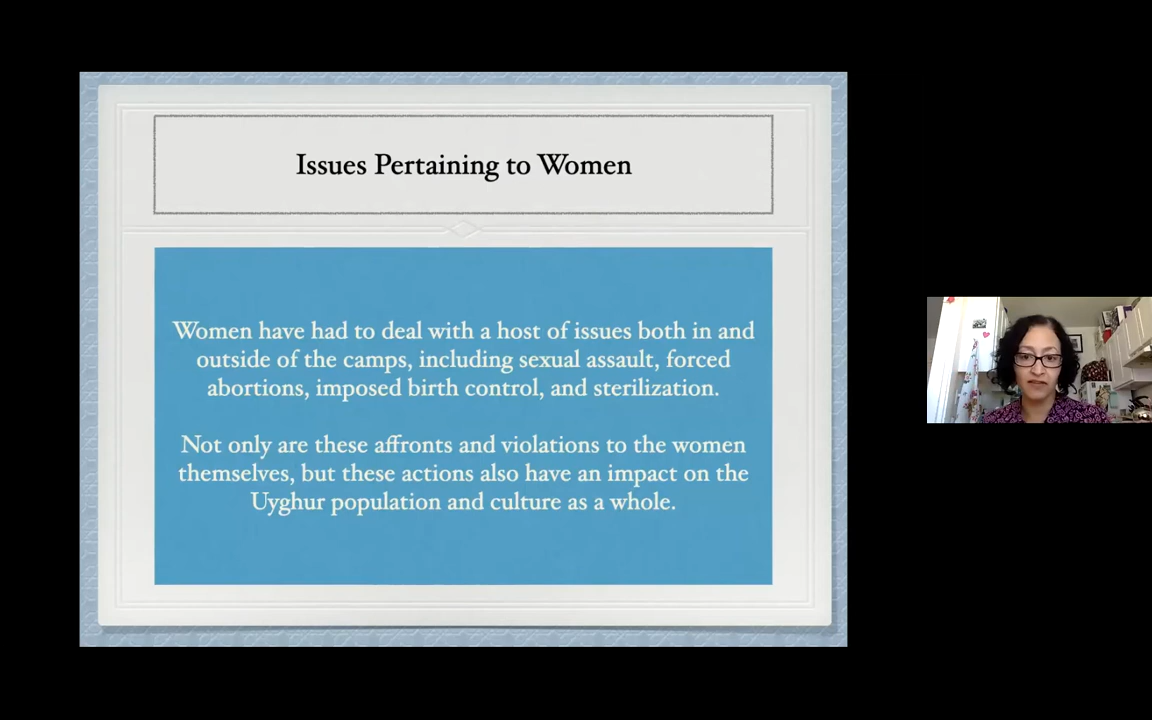 Issues Pertaining to Women
Women have had to deal with a host of issues both in and
outside of the camps, including sexual assault, forced
abortions, imposed birth control, and sterilization.
Not only are these affronts and violations to the women
themselves, but these actions also have an impact on the
Uyghur population and culture as a whole.